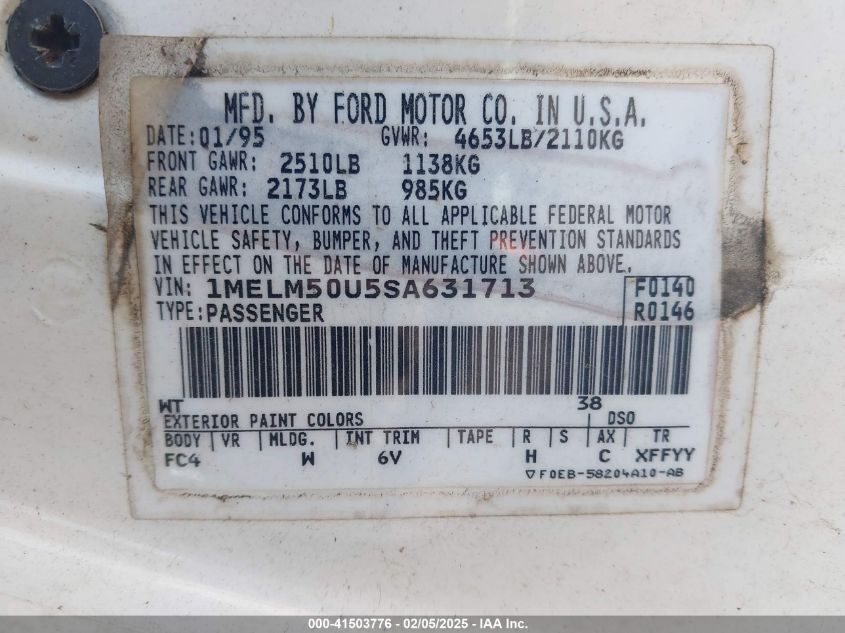 MFD. BY FORD MOTOR CO. IN U.S.A.
DATE: 01/95 GVWR: 4653LB/2110KG
FRONT GAWR: 2510LB 1138KG
REAR GAWR: 2173LB 985KG
THIS VEHICLE CONFORMS TO ALL APPLICABLE FEDERAL MOTOR
VEHICLE SAFETY, BUMPER, AND THEFT PREVENTION STANDARDS
IN EFFECT ON THE DATE OF MANUFACTURE SHOWN ABOVE.
VIN: 1MELM50U5SA631713 F0140
TYPE: PASSENGER R0146
WT 38
EXTERIOR PAINT COLORS DSO
BODY VR MLDG. INT TRIM TAPE R S AX TR
FC4 W 6V H C XFFYY
▽ F0EB-58204A10-AB
000-41503776 - 02/05/2025 - IAA Inc.